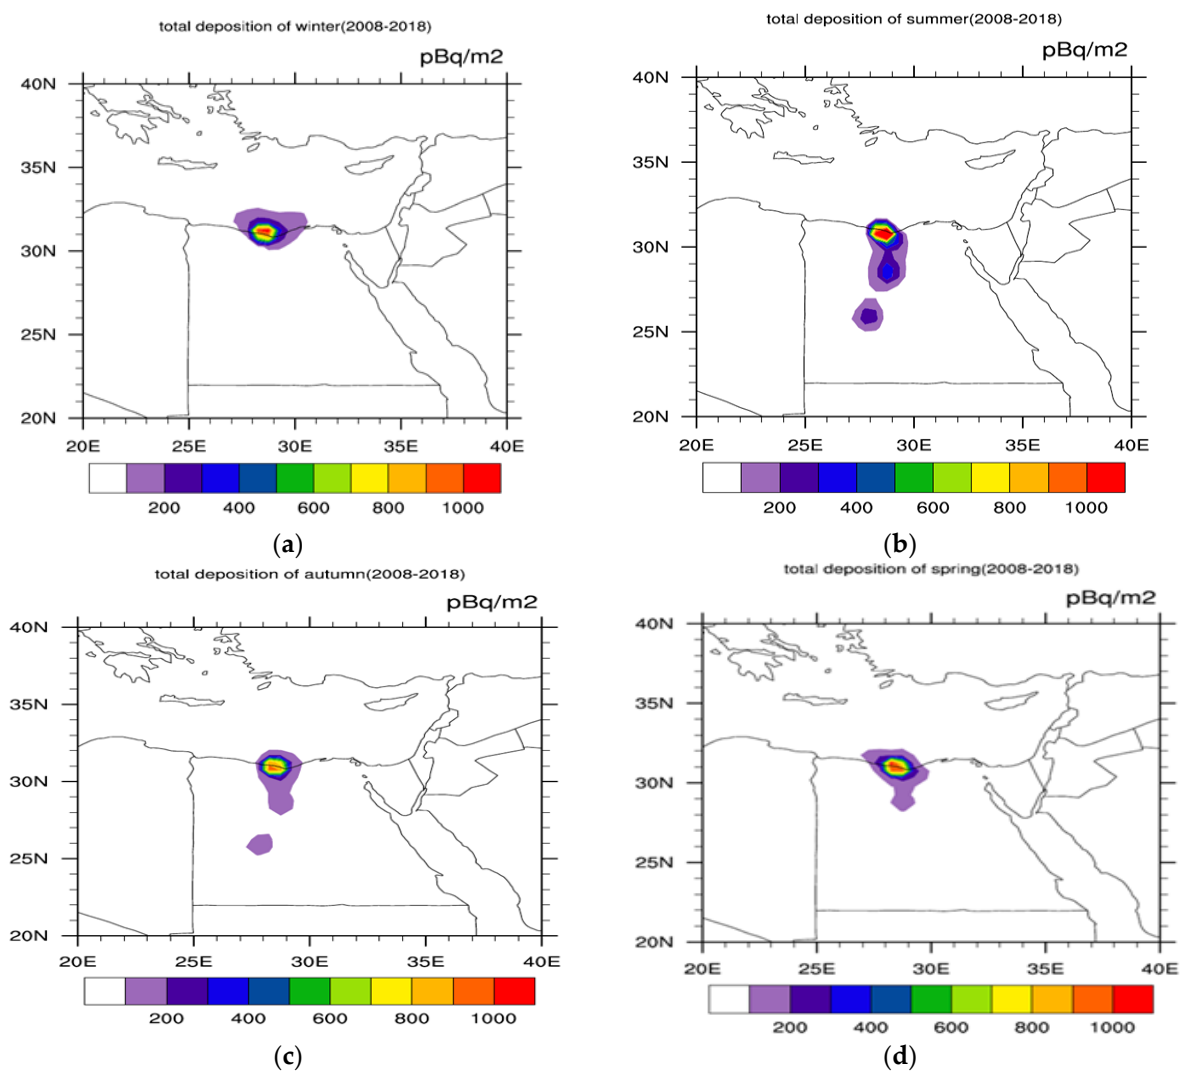 total deposition of winter(2008-2018)
pBq/m2
40N
35N
30N
25N
20N
20E 25E 30E 35E 40E
200 400 600 800 1000
(a)
total deposition of summer(2008-2018)
pBq/m2
40N
35N
30N
25N
20N
20E 25E 30E 35E 40E
200 400 600 800 1000
(b)
total deposition of autumn(2008-2018)
pBq/m2
40N
35N
30N
25N
20N
20E 25E 30E 35E 40E
200 400 600 800 1000
(c)
total deposition of spring(2008-2018)
pBq/m2
40N
35N
30N
25N
20N
20E 25E 30E 35E 40E
200 400 600 800 1000
(d)